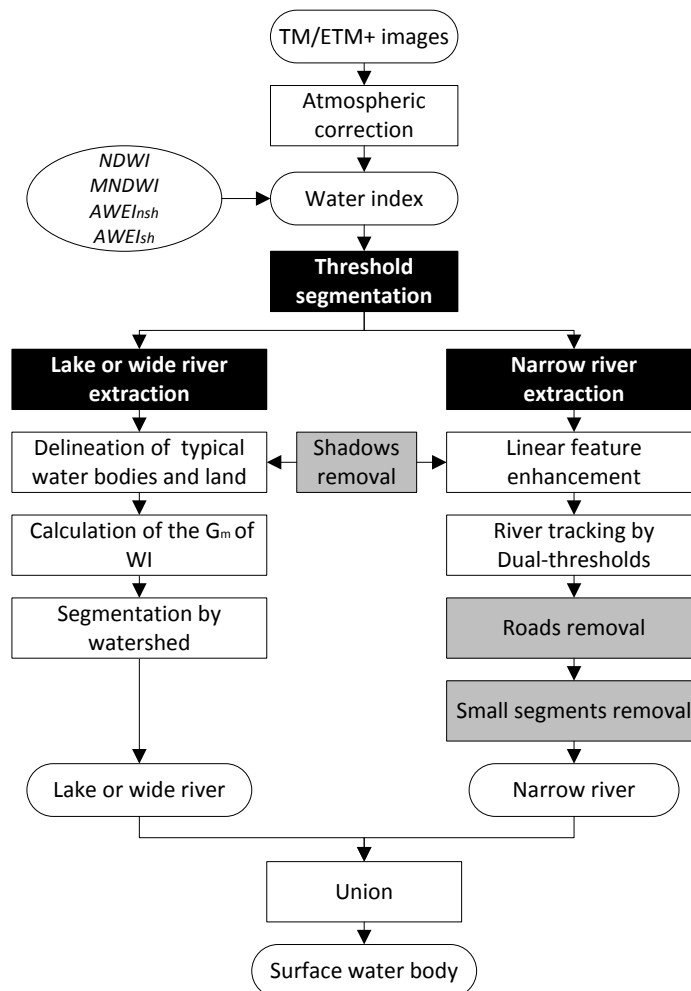 TM/ETM+ images
Atmospheric
correction
NDWI
MNDWI
AWEInsh
AWEIsh
Water index
Threshold
segmentation
Lake or wide river
extraction
Narrow river
extraction
Delineation of typical
water bodies and land
Shadows
removal
Linear feature
enhancement
Calculation of the Gm of
WI
River tracking by
Dual-thresholds
Segmentation by
watershed
Roads removal
Small segments removal
Lake or wide river
Narrow river
Union
Surface water body